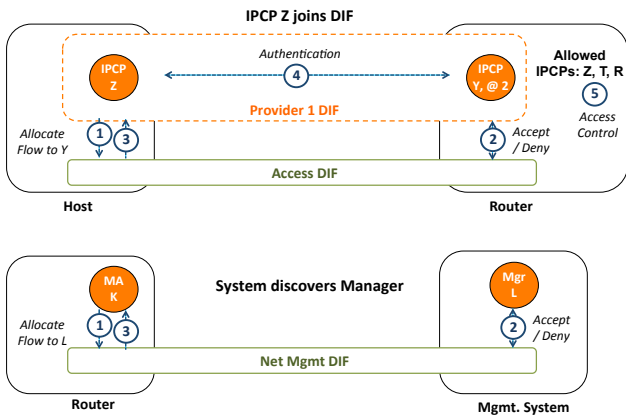 IPCP Z joins DIF
Authentication
4
IPCP
Z
IPCP
Y, @ 2
Allowed
IPCPs: Z, T, R
5
Access
Control
Provider 1 DIF
Allocate
Flow to Y
1
3
2
Accept
/ Deny
Access DIF
Host
Router
System discovers Manager
MA
K
Mgr
L
Allocate
Flow to L
1
3
2
Accept
/ Deny
Net Mgmt DIF
Router
Mgmt. System